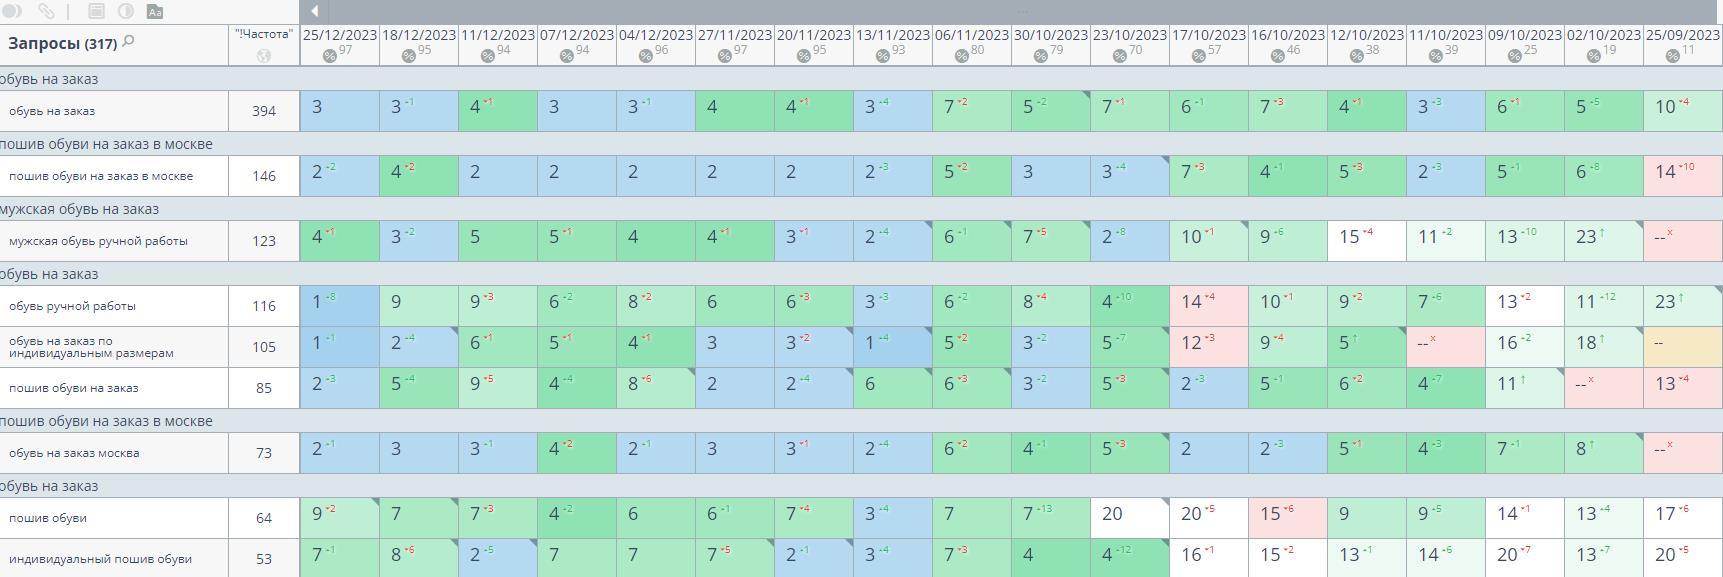 Aa
Запросы (317) "!Частота" 25/12/2023 18/12/2023 11/12/2023 07/12/2023 04/12/2023 27/11/2023 20/11/2023 13/11/2023 06/11/2023 30/10/2023 23/10/2023 17/10/2023 16/10/2023 12/10/2023 11/10/2023 09/10/2023 02/10/2023 25/09/2023
% 97 % 95 % 94 % 94 % 96 % 97 % 95 % 93 % 80 % 79 % 70 % 57 % 46 % 38 % 39 % 25 % 19 % 11
обувь на заказ
обувь на заказ 394 3 3 +1 4 -1 3 3 +1 4 4 -1 3 +4 7 -2 5 +2 7 -1 6 +1 7 -3 4 -1 3 +3 6 -1 5 +5 10 -4
пошив обуви на заказ в москве
пошив обуви на заказ в москве 146 2 +2 4 -2 2 2 2 2 2 2 +3 5 -2 3 3 +4 7 -3 4 +1 5 -3 2 +3 5 +1 6 +8 14 -10
мужская обувь на заказ
мужская обувь ручной работы 123 4 -1 3 +2 5 5 -1 4 4 -1 3 -1 2 +4 6 +1 7 -5 2 +8 10 -1 9 +6 15 -4 11 +2 13 +10 23 ↑ -- x
обувь на заказ
обувь ручной работы 116 1 +8 9 9 -3 6 +2 8 -2 6 6 -3 3 +3 6 +2 8 -4 4 +10 14 -4 10 -1 9 -2 7 +6 13 -2 11 +12 23 ↑
обувь на заказ по
индивидуальным размерам 105 1 +1 2 +4 6 -1 5 -1 4 -1 3 3 -2 1 +4 5 -2 3 +2 5 +7 12 -3 9 -4 5 ↑ -- x 16 +2 18 ↑ --
пошив обуви на заказ 85 2 +3 5 +4 9 -5 4 +4 8 -6 2 2 +4 6 6 -3 3 +2 5 -3 2 +3 5 +1 6 -2 4 +7 11 ↑ -- x 13 -4
пошив обуви на заказ в москве
обувь на заказ москва 73 2 +1 3 3 +1 4 -2 2 +1 3 3 -1 2 +4 6 -2 4 +1 5 -3 2 2 +3 5 -1 4 +3 7 +1 8 ↑ -- x
обувь на заказ
пошив обуви 64 9 -2 7 7 -3 4 +2 6 6 +1 7 -4 3 +4 7 7 +13 20 20 -5 15 -6 9 9 +5 14 -1 13 +4 17 -6
индивидуальный пошив обуви 53 7 +1 8 -6 2 +5 7 7 7 -5 2 +1 3 +4 7 -3 4 4 +12 16 -1 15 -2 13 +1 14 +6 20 -7 13 +7 20 -5